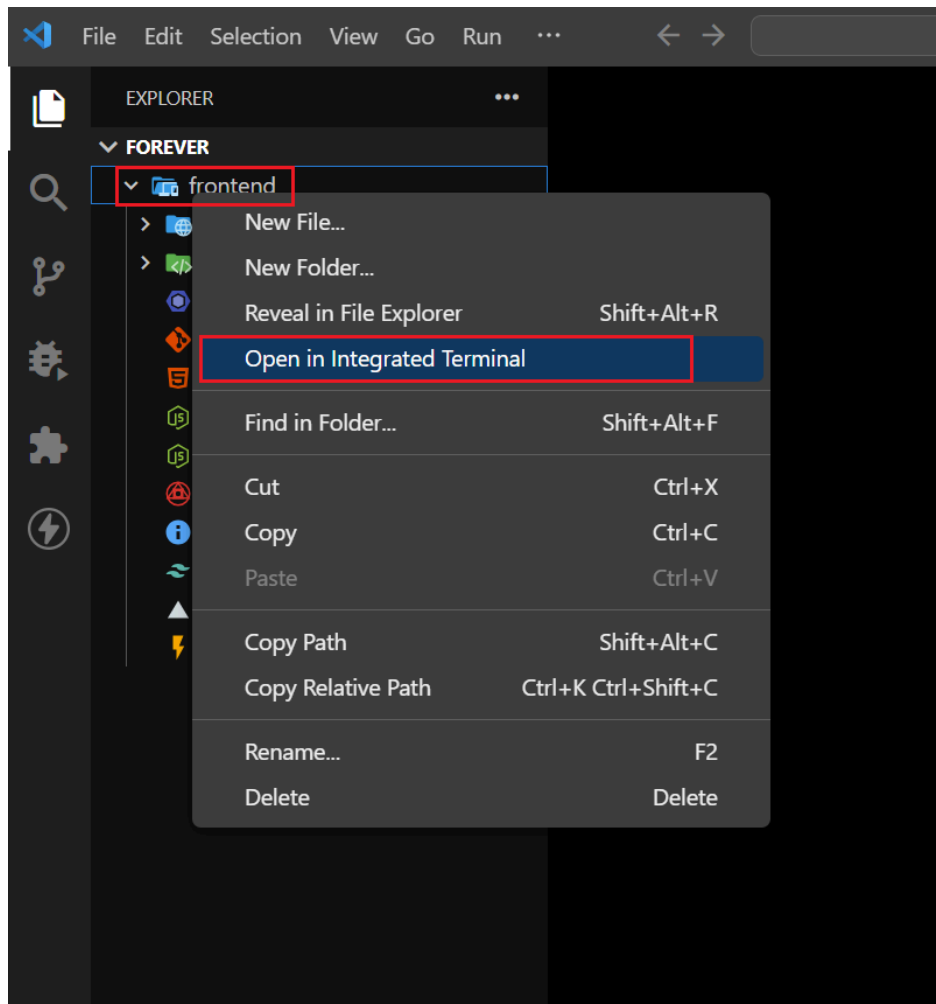 File Edit Selection View Go Run ...
EXPLORER ...
FOREVER
frontend
New File...
New Folder...
Reveal in File Explorer Shift+Alt+R
Open in Integrated Terminal
Find in Folder... Shift+Alt+F
Cut Ctrl+X
Copy Ctrl+C
Paste Ctrl+V
Copy Path Shift+Alt+C
Copy Relative Path Ctrl+K Ctrl+Shift+C
Rename... F2
Delete Delete